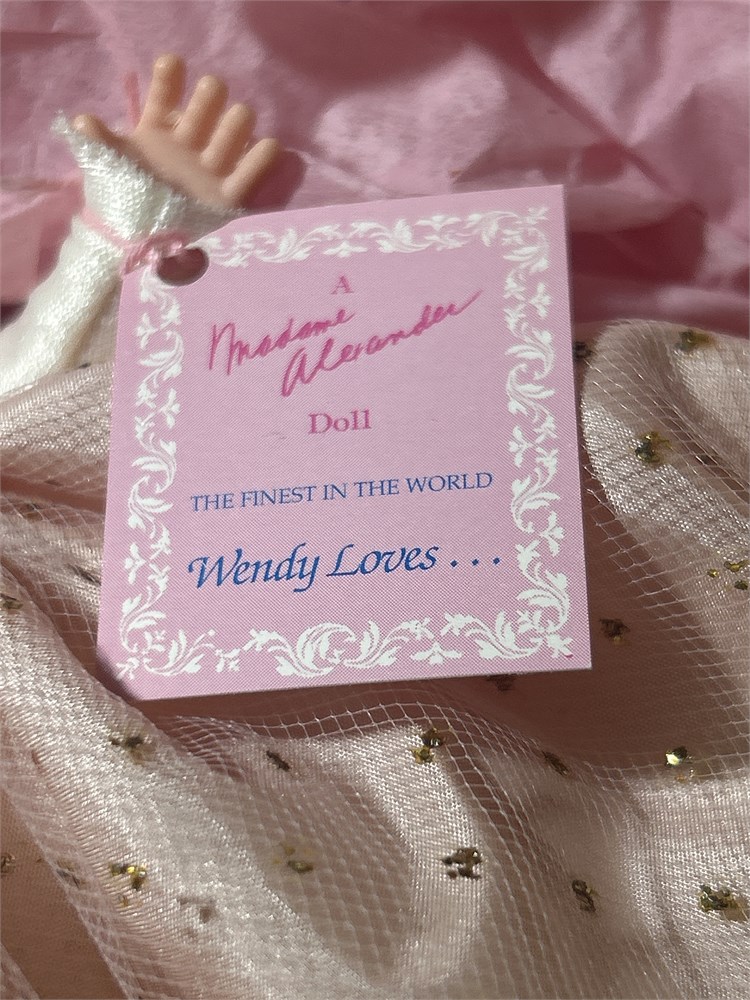 A
Madame
Alexander
Doll
THE FINEST IN THE WORLD
Wendy Loves . . .